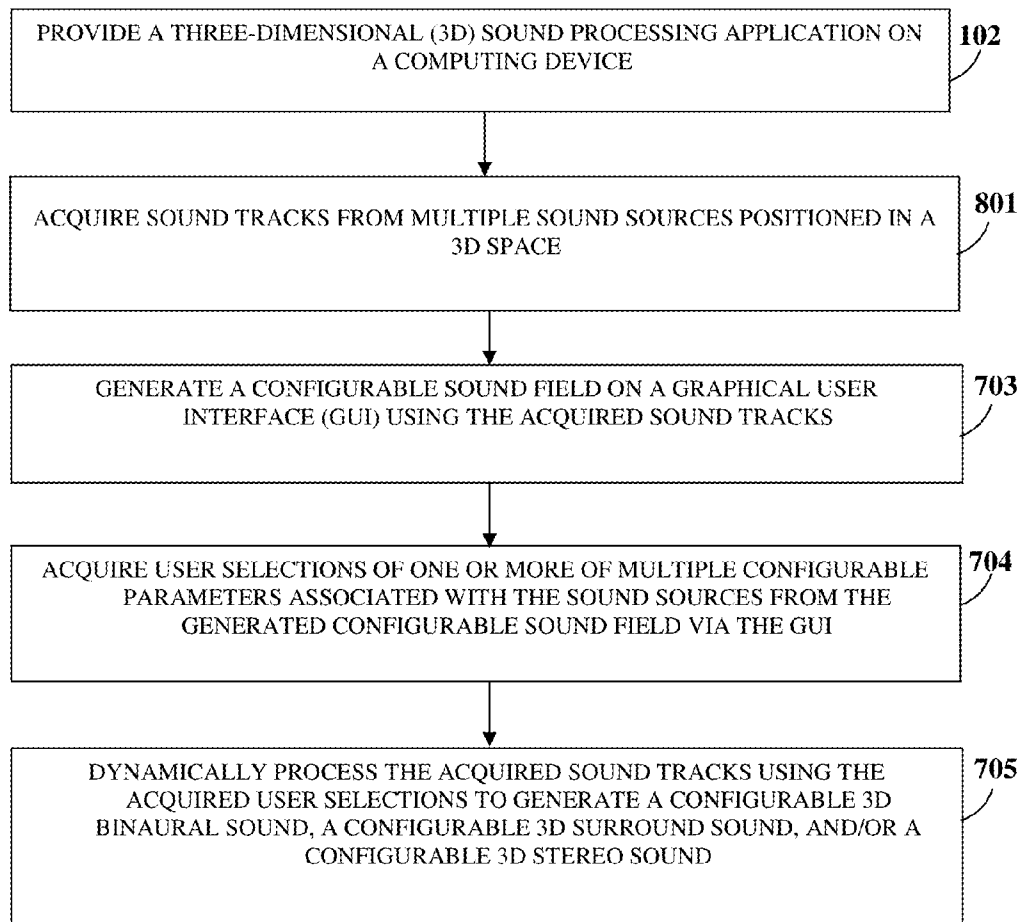 PROVIDE A THREE-DIMENSIONAL (3D) SOUND PROCESSING APPLICATION ON
A COMPUTING DEVICE
102
ACQUIRE SOUND TRACKS FROM MULTIPLE SOUND SOURCES POSITIONED IN A
3D SPACE
801
GENERATE A CONFIGURABLE SOUND FIELD ON A GRAPHICAL USER
INTERFACE (GUI) USING THE ACQUIRED SOUND TRACKS
703
ACQUIRE USER SELECTIONS OF ONE OR MORE OF MULTIPLE CONFIGURABLE
PARAMETERS ASSOCIATED WITH THE SOUND SOURCES FROM THE
GENERATED CONFIGURABLE SOUND FIELD VIA THE GUI
704
DYNAMICALLY PROCESS THE ACQUIRED SOUND TRACKS USING THE
ACQUIRED USER SELECTIONS TO GENERATE A CONFIGURABLE 3D
BINAURAL SOUND, A CONFIGURABLE 3D SURROUND SOUND, AND/OR A
CONFIGURABLE 3D STEREO SOUND
705